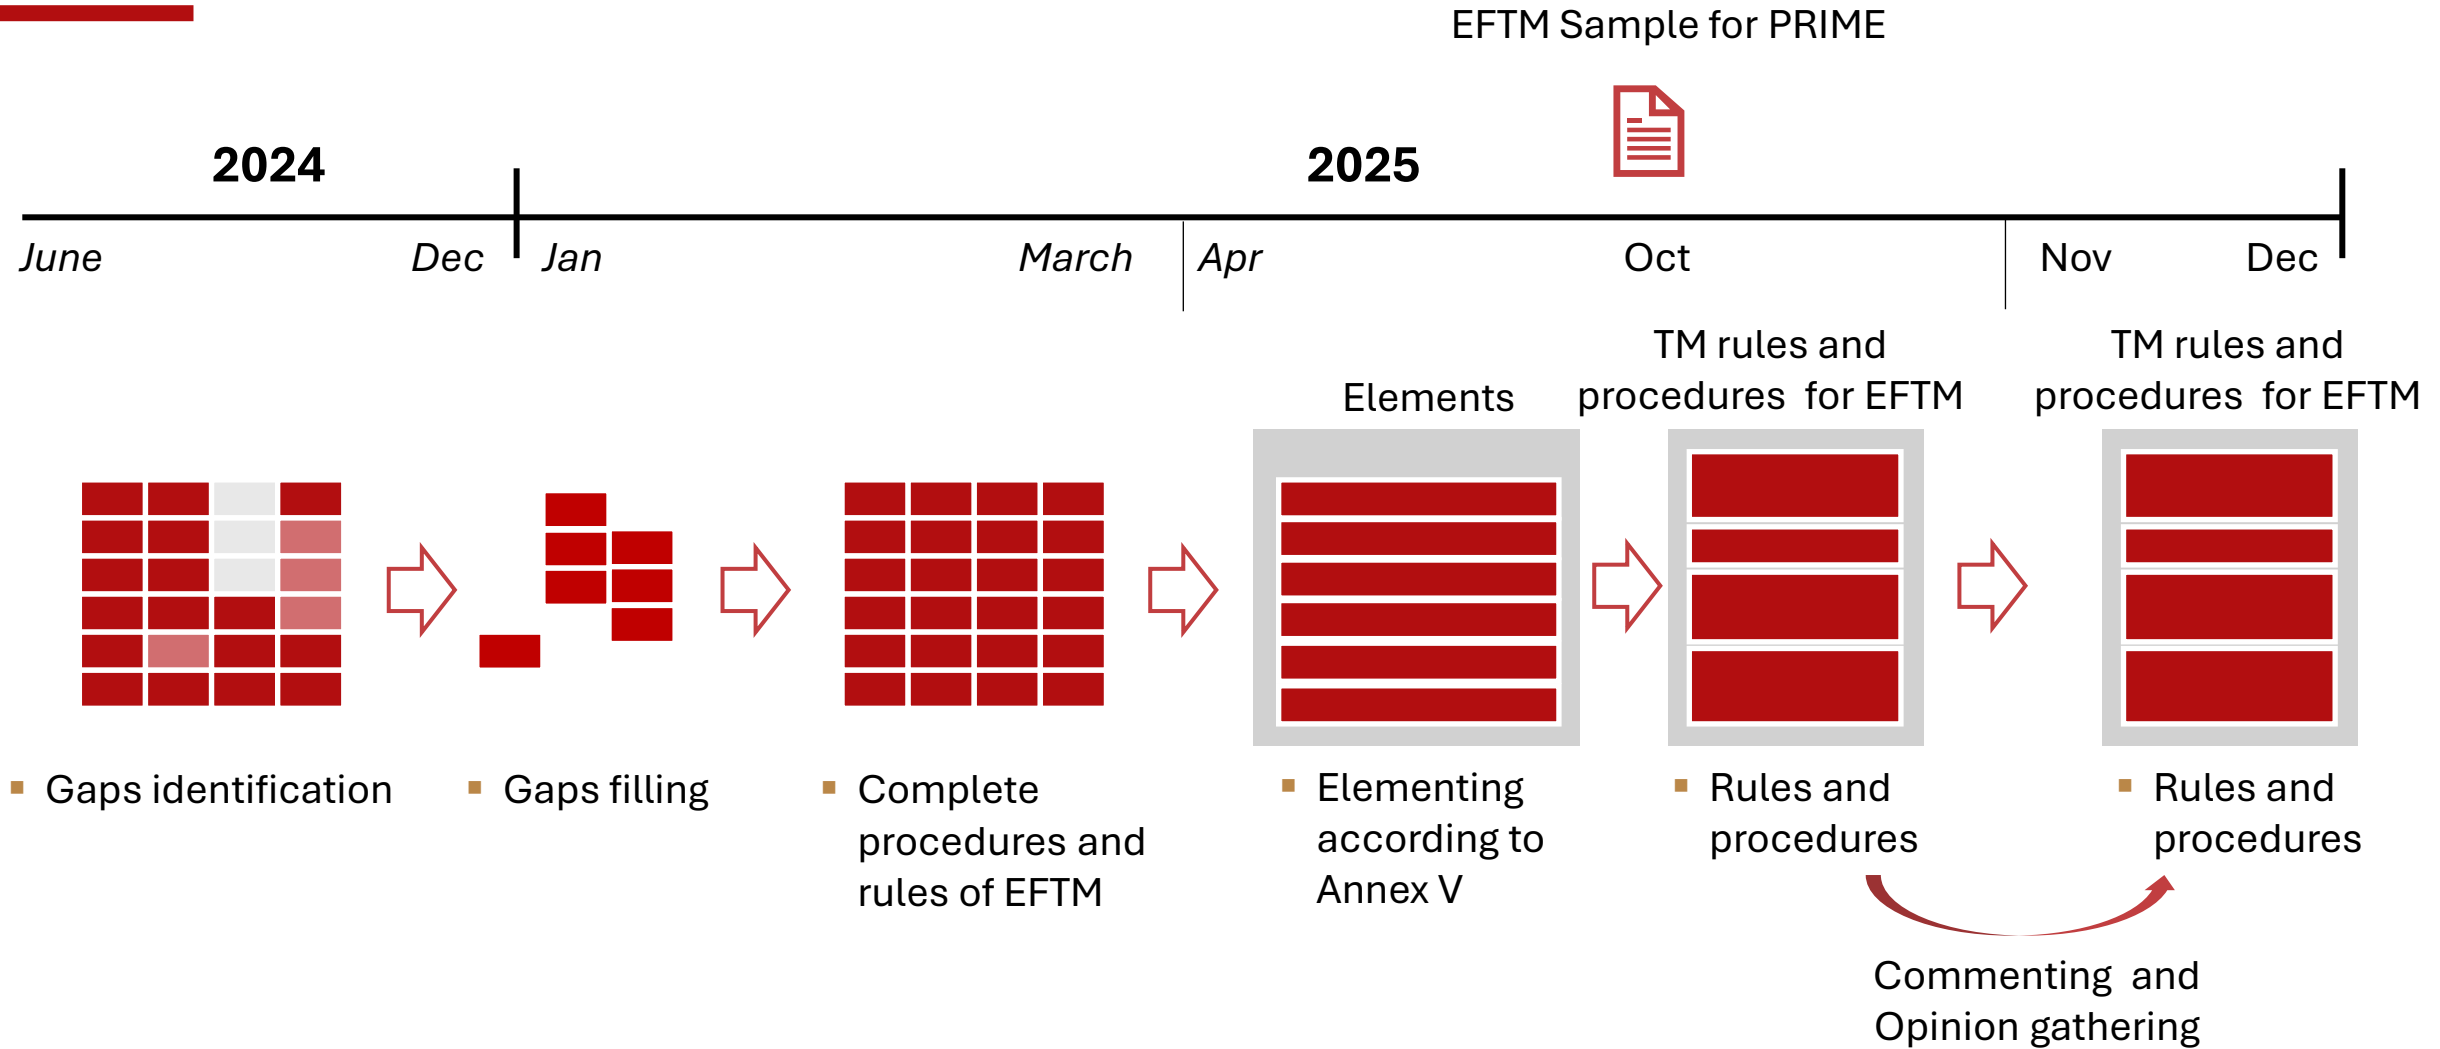 EFTM Sample for PRIME
2024
2025
June
Dec
Jan
March
Apr
Oct
Nov
Dec
Elements
TM rules and
procedures for EFTM
TM rules and
procedures for EFTM
Gaps identification
Gaps filling
Complete
procedures and
rules of EFTM
Elementing
according to
Annex V
Rules and
procedures
Rules and
procedures
Commenting and
Opinion gathering